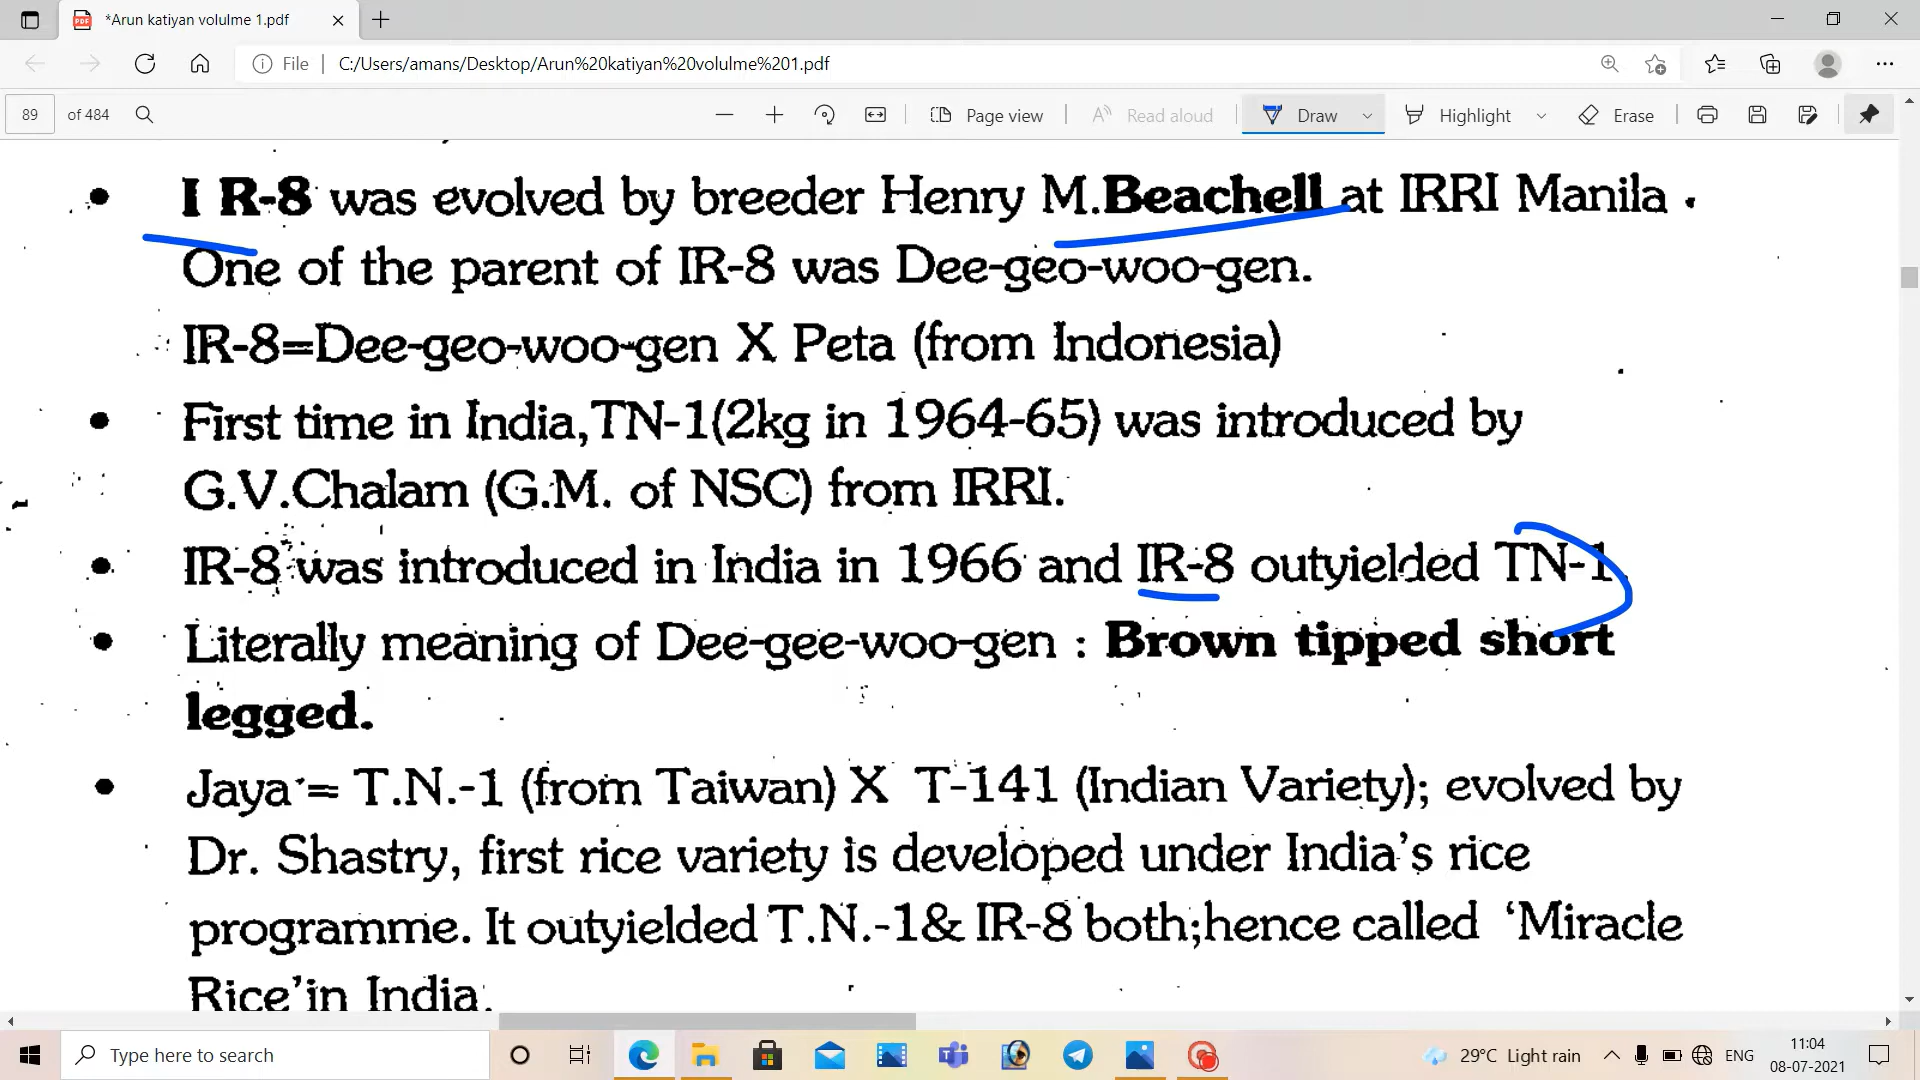 *Arun katiyan volulme 1.pdf
File
C:/Users/amans/Desktop/Arun%20katiyan%20volulme%201.pdf
89 of 484
Page view
Read aloud
Draw
Highlight
Erase
• I R-8 was evolved by breeder Henry M.Beachell at IRRI Manila .
One of the parent of IR-8 was Dee-geo-woo-gen.
IR-8=Dee-geo-woo-gen X Peta (from Indonesia)
• First time in India,TN-1(2kg in 1964-65) was introduced by
G.V.Chalam (G.M. of NSC) from IRRI.
• IR-8 was introduced in India in 1966 and IR-8 outyielded TN-1.
• Literally meaning of Dee-gee-woo-gen : Brown tipped short
legged.
• Jaya = T.N.-1 (from Taiwan) X T-141 (Indian Variety); evolved by
Dr. Shastry, first rice variety is developed under India's rice
programme. It outyielded T.N.-1& IR-8 both;hence called 'Miracle
Rice'in India.
Type here to search
29°C Light rain
ENG
11:04
08-07-2021